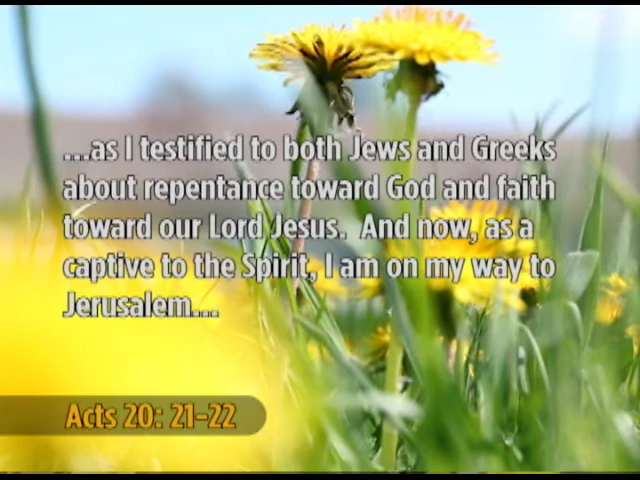 ...as I testified to both Jews and Greeks
about repentance toward God and faith
toward our Lord Jesus.  And now, as a
captive to the Spirit, I am on my way to
Jerusalem...
Acts 20: 21-22